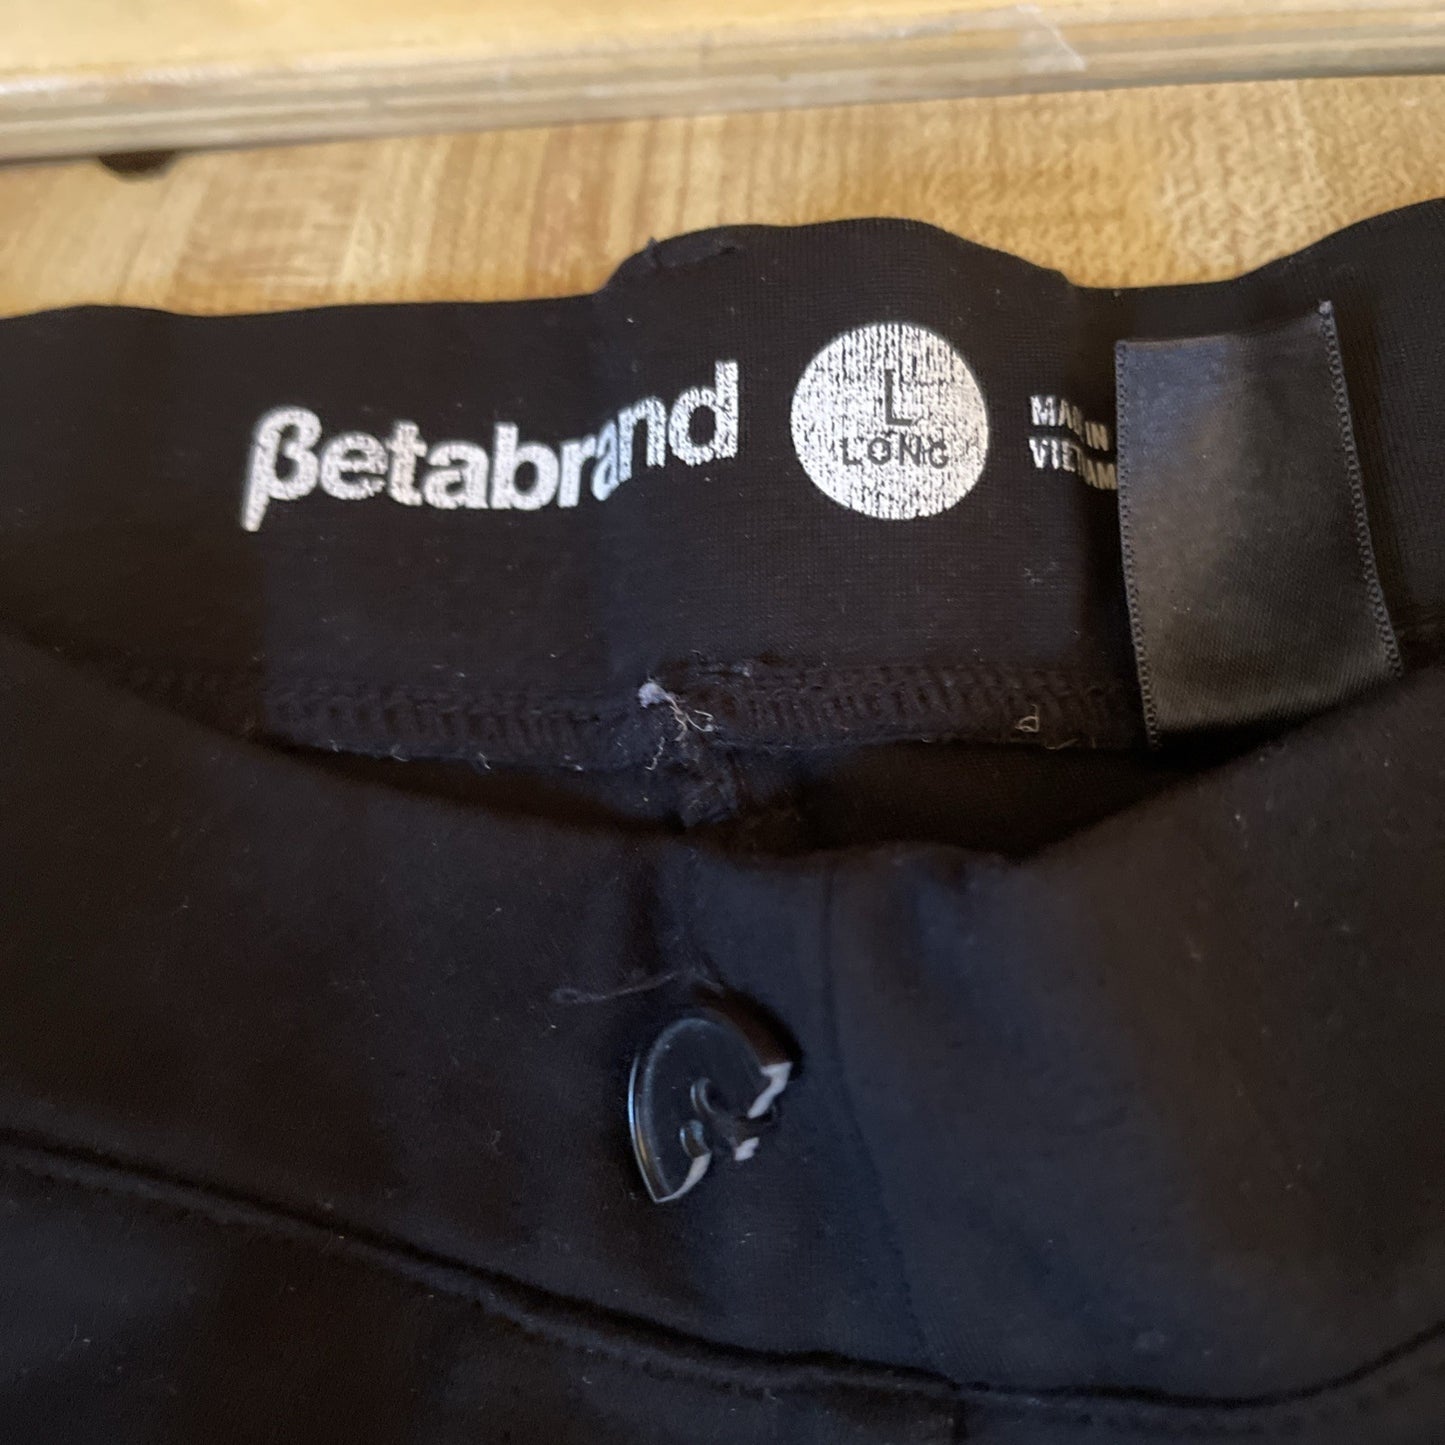 βetabrand
L
LONG
MADE IN
VIETNAM